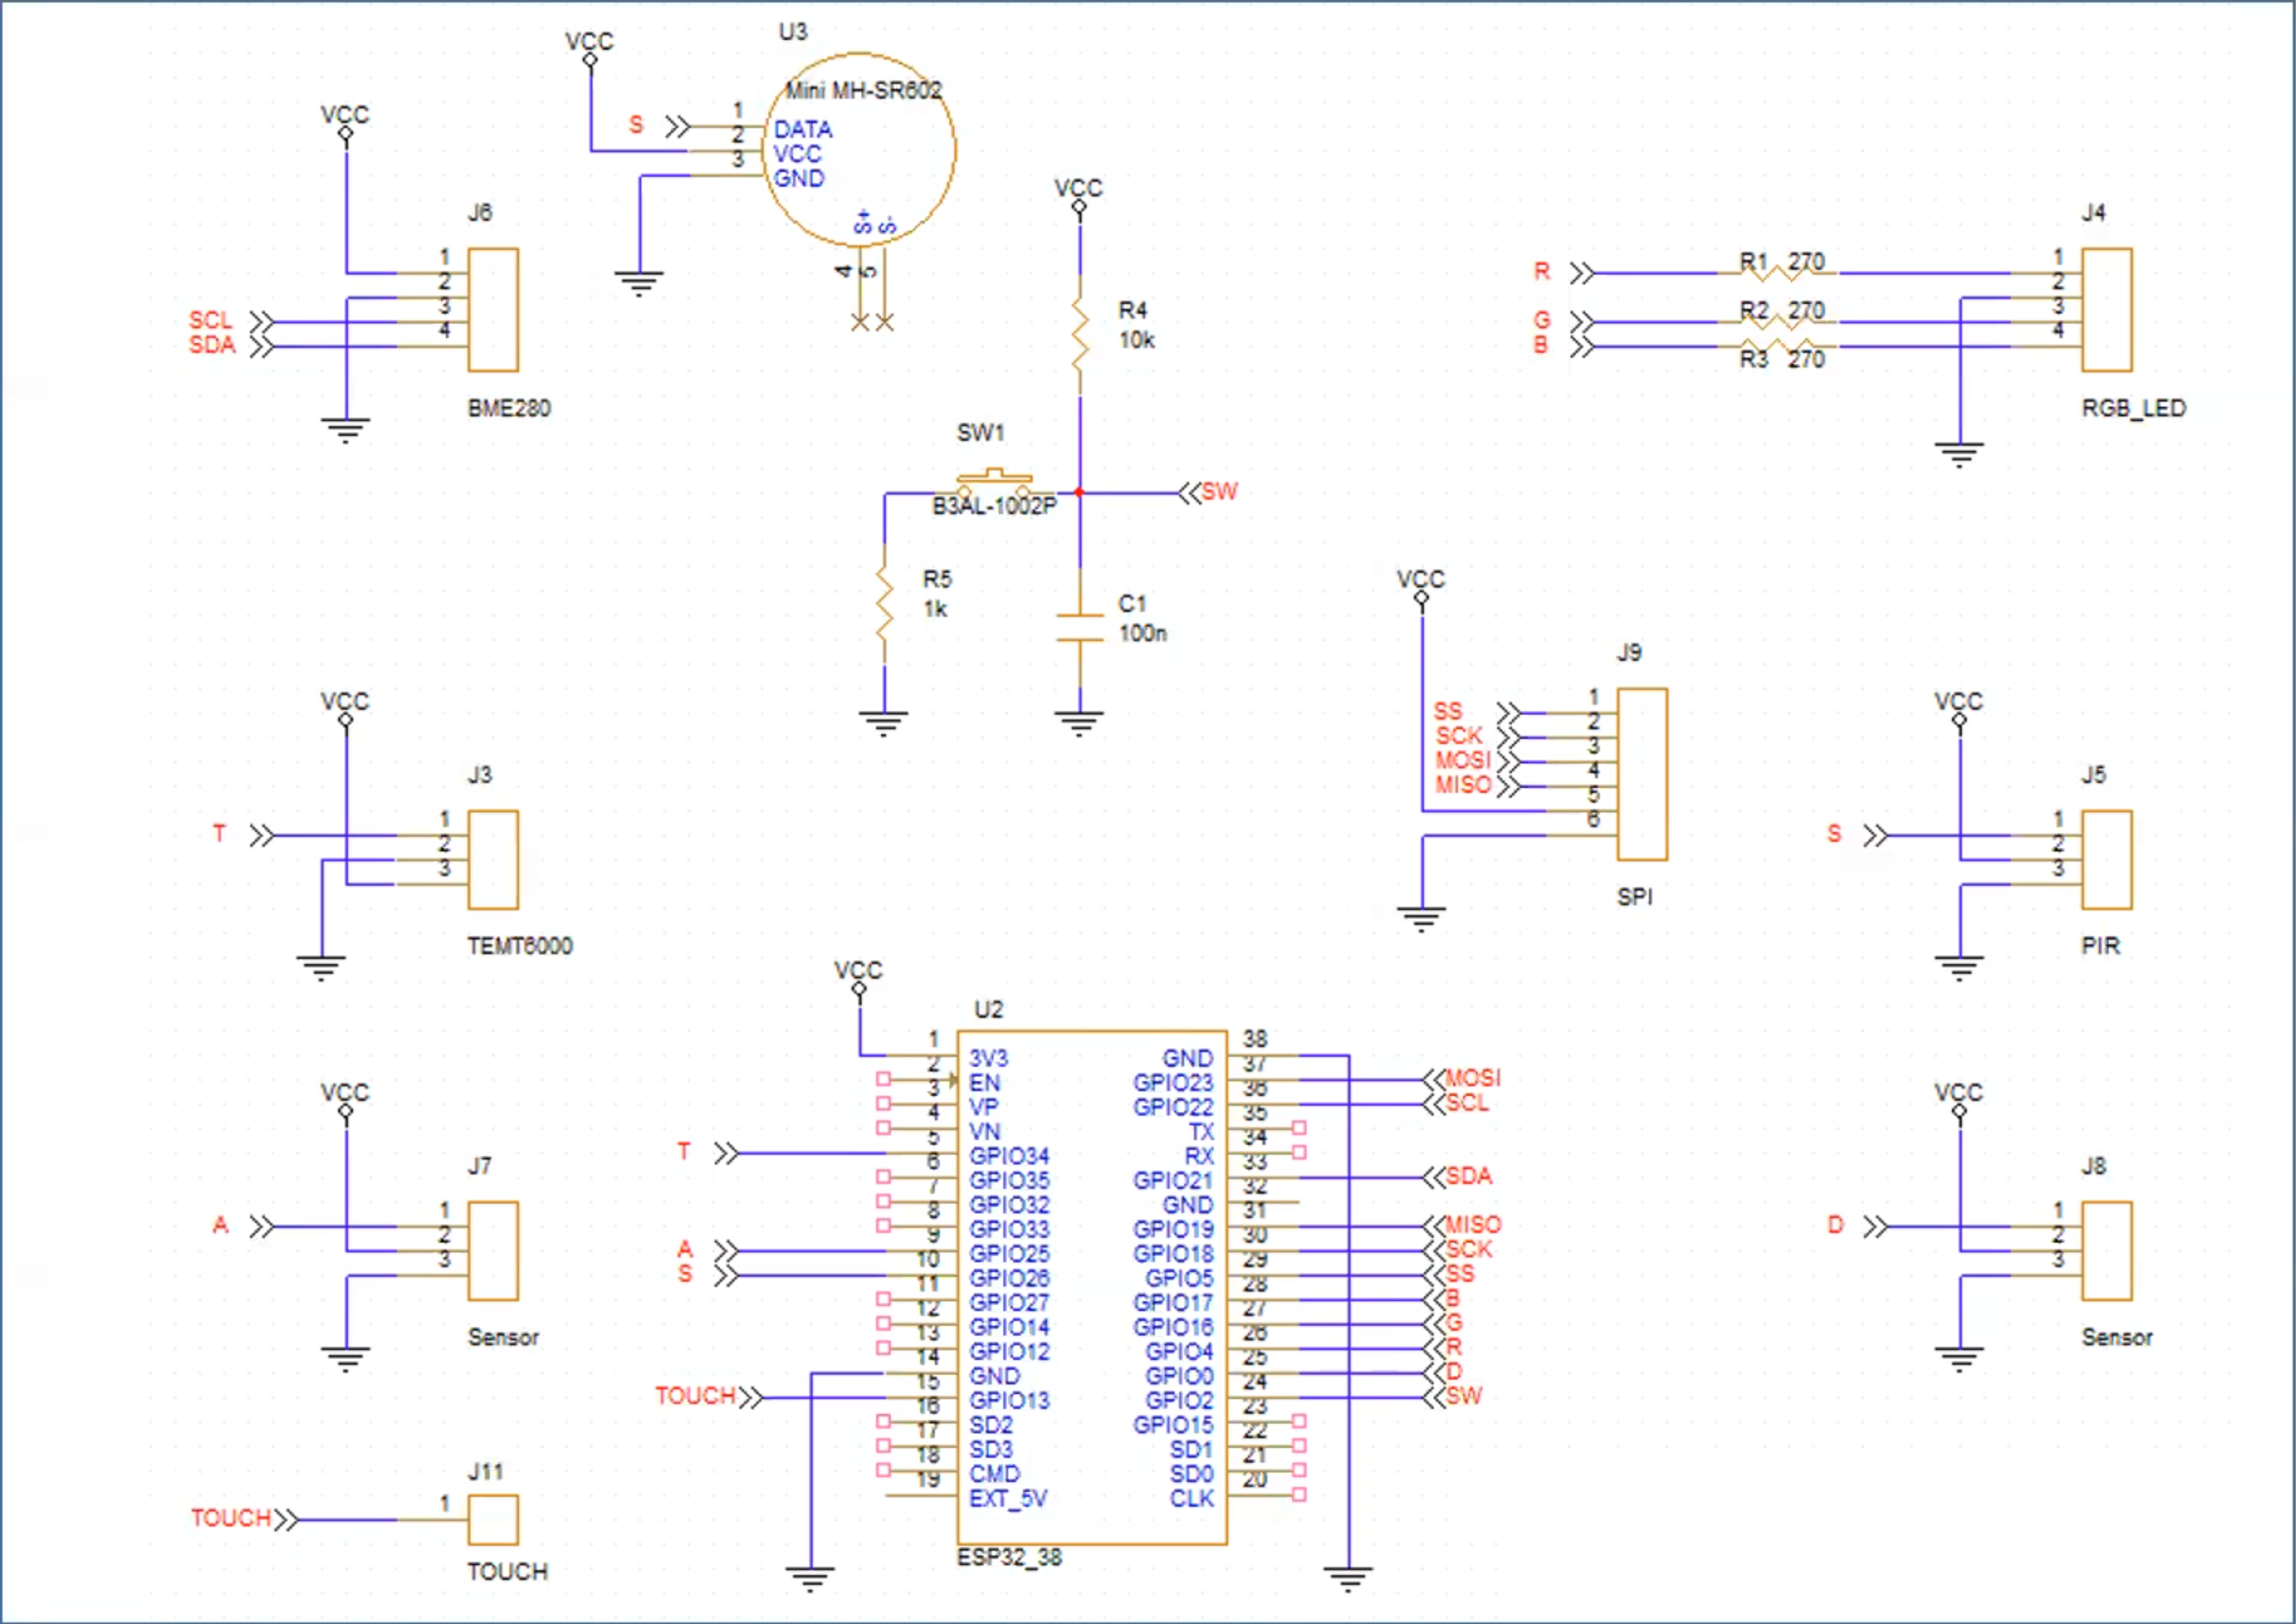 U3
VCC
Mini MH-SR602
S
1
DATA
2
VCC
3
GND
S+
S-
4
5
VCC
J6
1
2
3
4
SCL
SDA
BME280
VCC
R4
10k
SW1
B3AL-1002P
SW
R5
1k
C1
100n
J4
R
R1 270
1
2
G
R2 270
3
B
4
R3 270
RGB_LED
VCC
J3
T
1
2
3
TEMT6000
VCC
J9
SS
1
SCK
2
MOSI
3
MISO
4
5
6
SPI
VCC
J5
S
1
2
3
PIR
VCC
J7
A
1
2
3
Sensor
VCC
U2
1
3V3
2
EN
3
VP
4
VN
5
T
GPIO34
6
GPIO35
7
GPIO32
8
GPIO33
9
A
GPIO25
10
S
GPIO26
11
GPIO27
12
GPIO14
13
GPIO12
14
GND
15
TOUCH
GPIO13
16
SD2
17
SD3
18
CMD
19
EXT_5V
38
GND
37
GPIO23
MOSI
36
GPIO22
SCL
35
TX
34
RX
33
GPIO21
SDA
32
GND
31
GPIO19
MISO
30
GPIO18
SCK
29
GPIO5
SS
28
GPIO17
B
27
GPIO16
G
26
GPIO4
R
25
GPIO0
D
24
GPIO2
SW
23
GPIO15
22
SD1
21
SD0
20
CLK
ESP32_38
VCC
J8
D
1
2
3
Sensor
J11
TOUCH
1
TOUCH